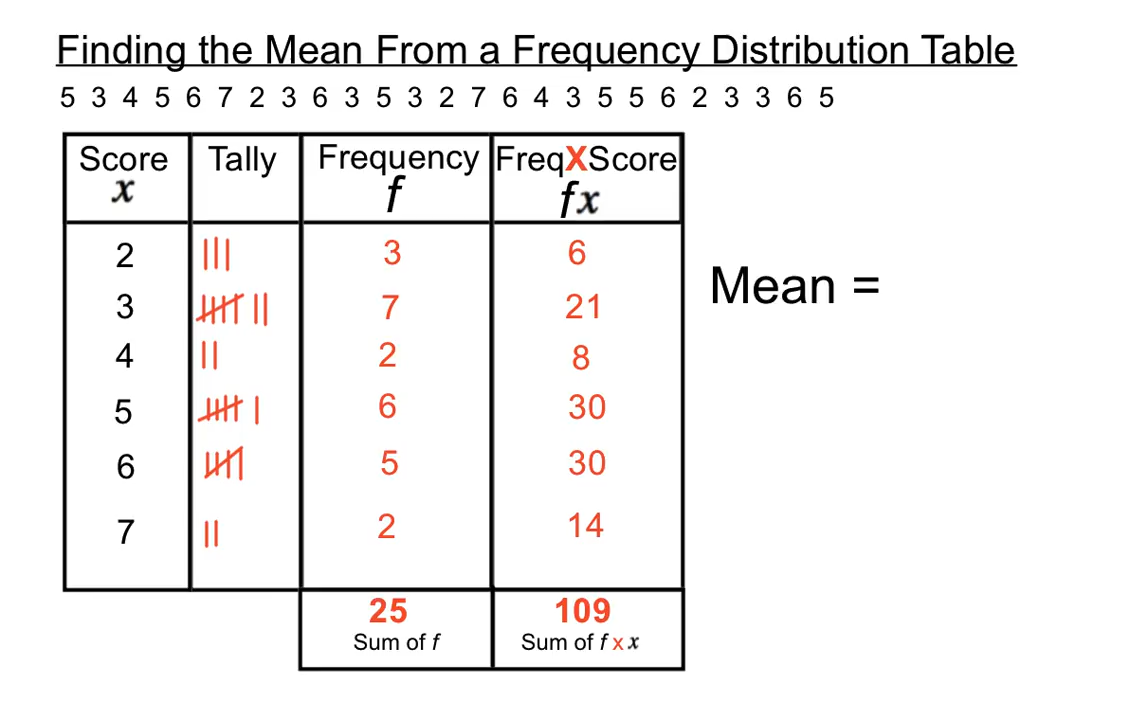 Finding the Mean From a Frequency Distribution Table
5 3 4 5 6 7 2 3 6 3 5 3 2 7 6 4 3 5 5 6 2 3 3 6 5
Score Tally Frequency FreqXScore
x f fx
2 3 6
3 7 21
Mean =
4 2 8
5 6 30
6 5 30
7 2 14
25 109
Sum of f Sum of f x x